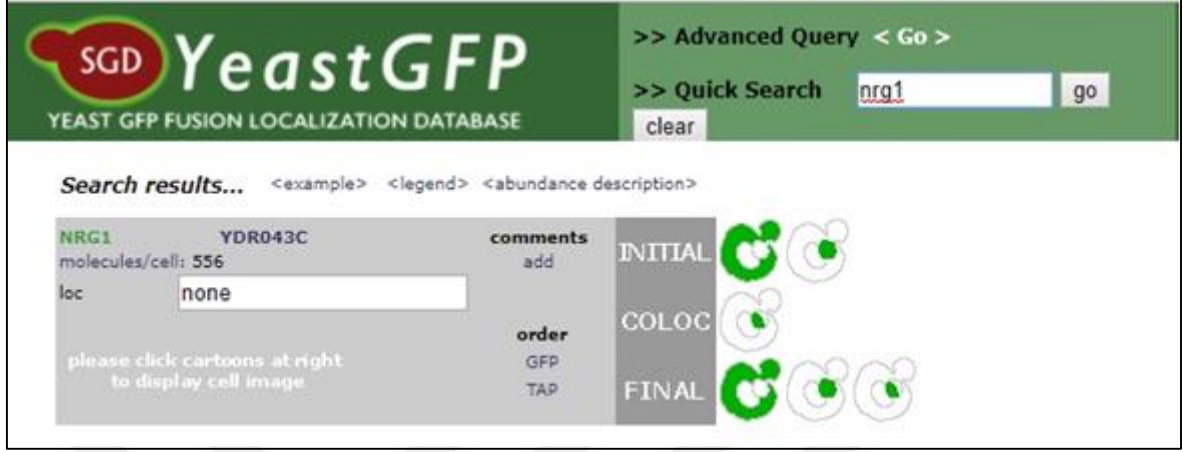 SGD YeastGFP
YEAST GFP FUSION LOCALIZATION DATABASE
>> Advanced Query < Go >
>> Quick Search nrg1 go
clear
Search results... <example> <legend> <abundance description>
NRG1 YDR043C comments
molecules/cell: 556 add
loc none
order
GFP
TAP
please click cartoons at right
to display cell image
INITIAL
COLOC
FINAL